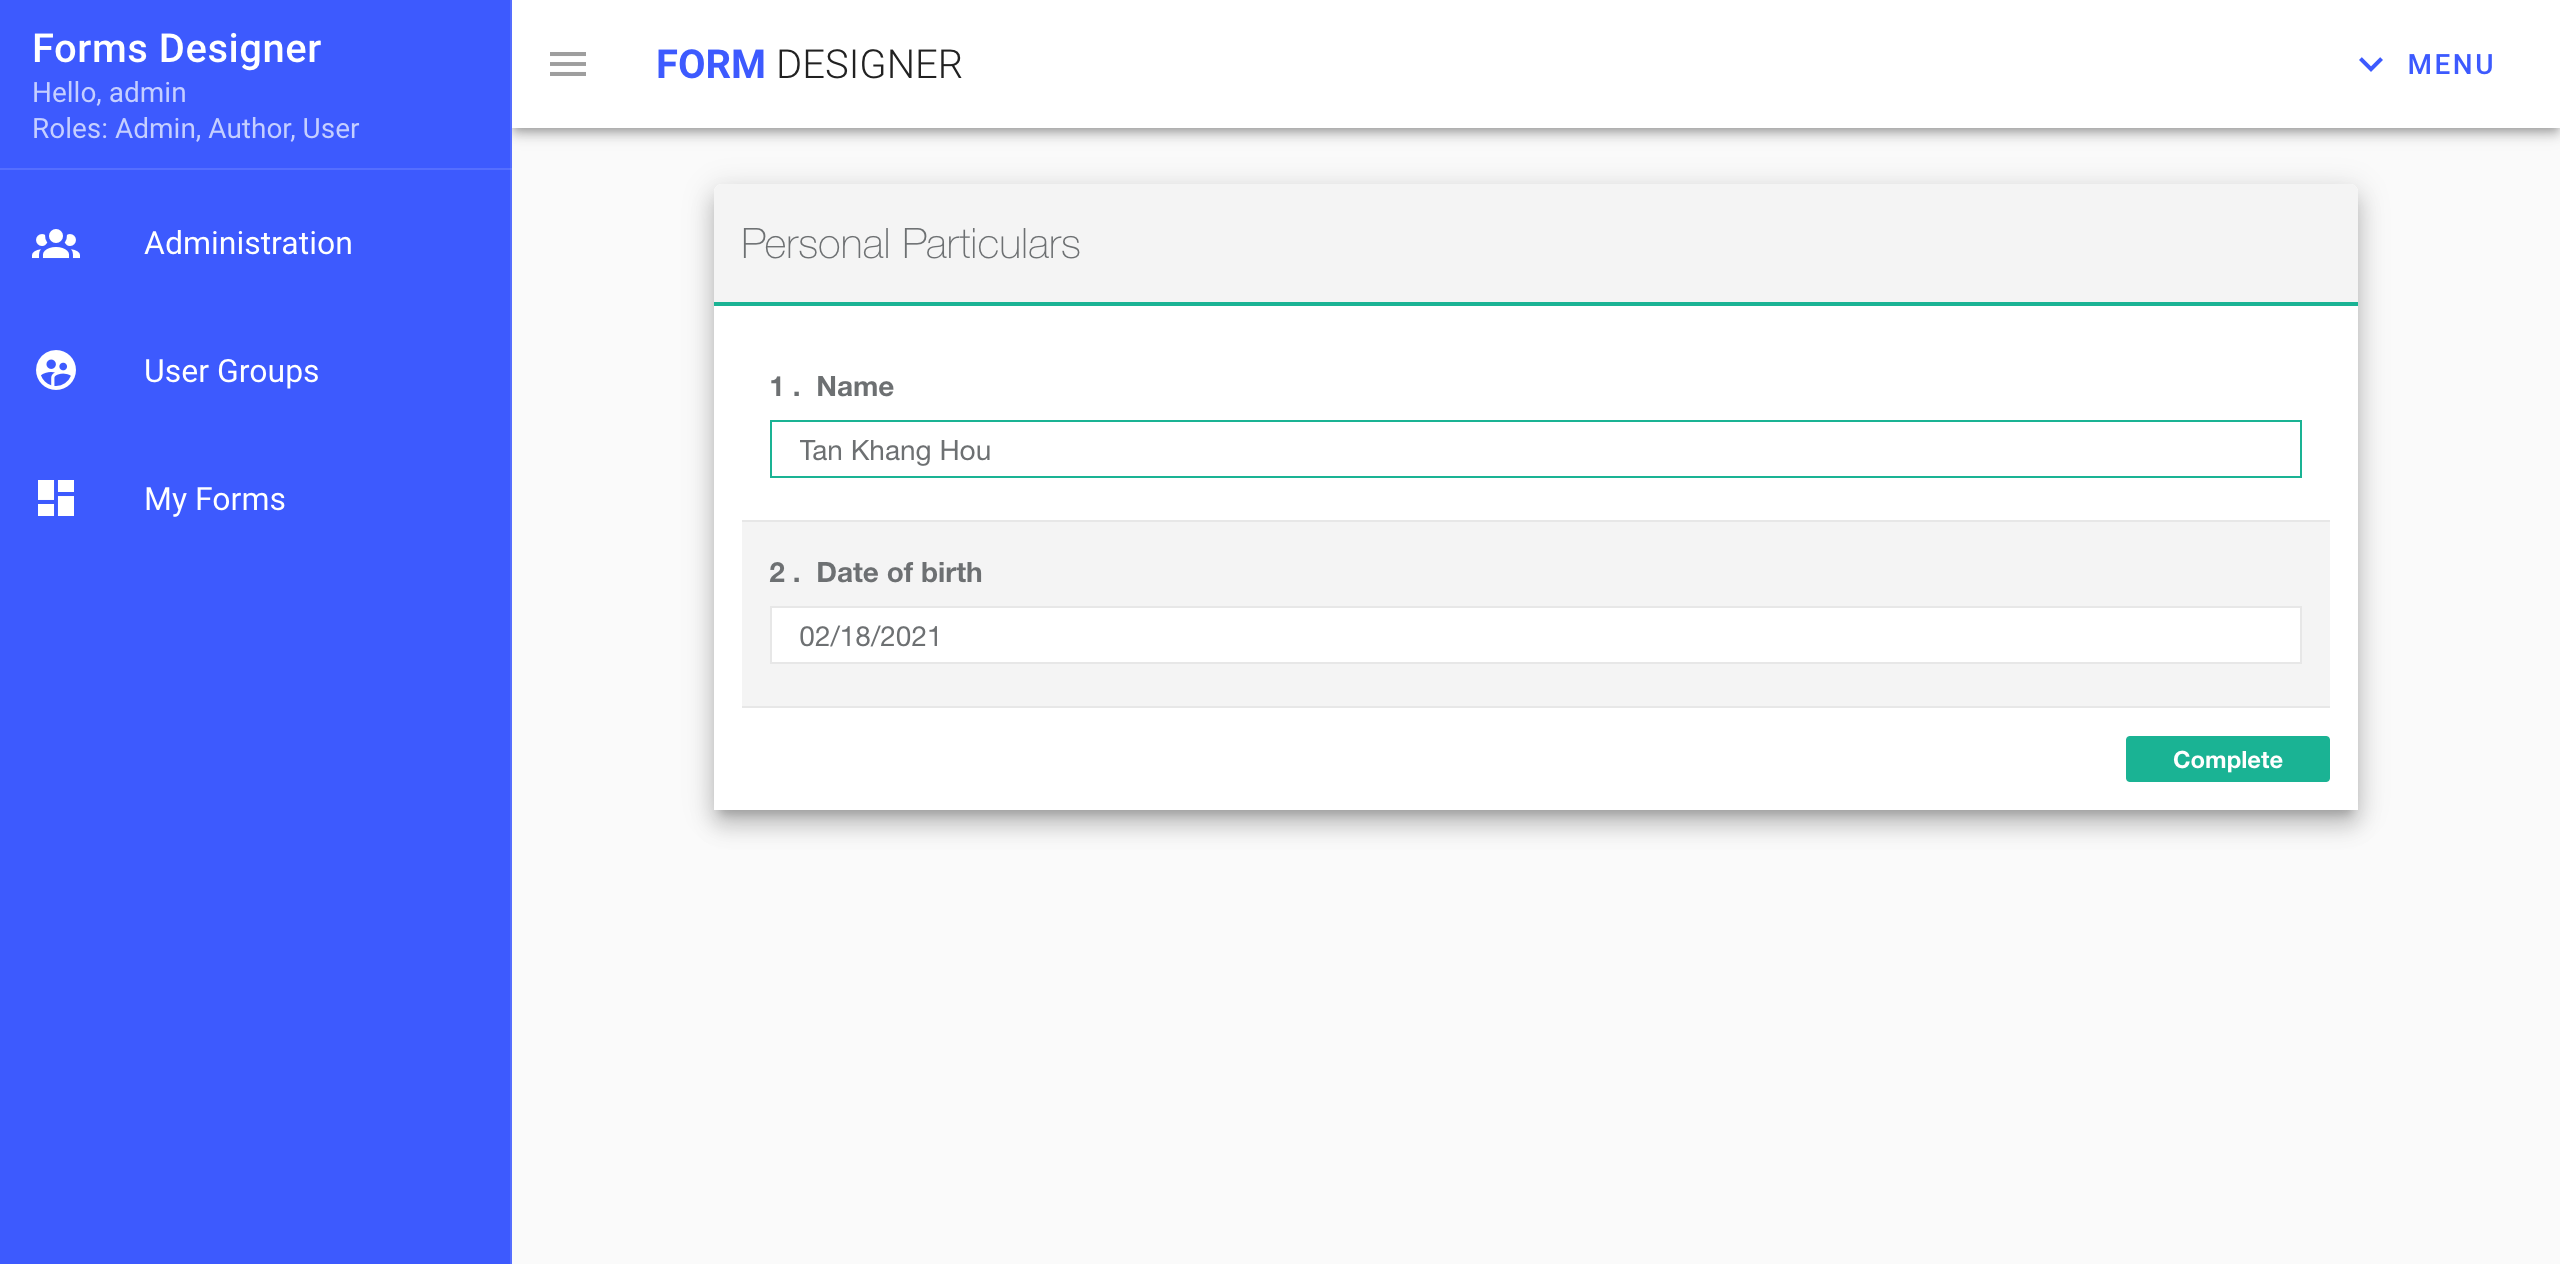 Forms Designer
Hello, admin
Roles: Admin, Author, User
Administration
User Groups
My Forms
FORM DESIGNER
MENU
Personal Particulars
1 . Name
Tan Khang Hou
2 . Date of birth
02/18/2021
Complete